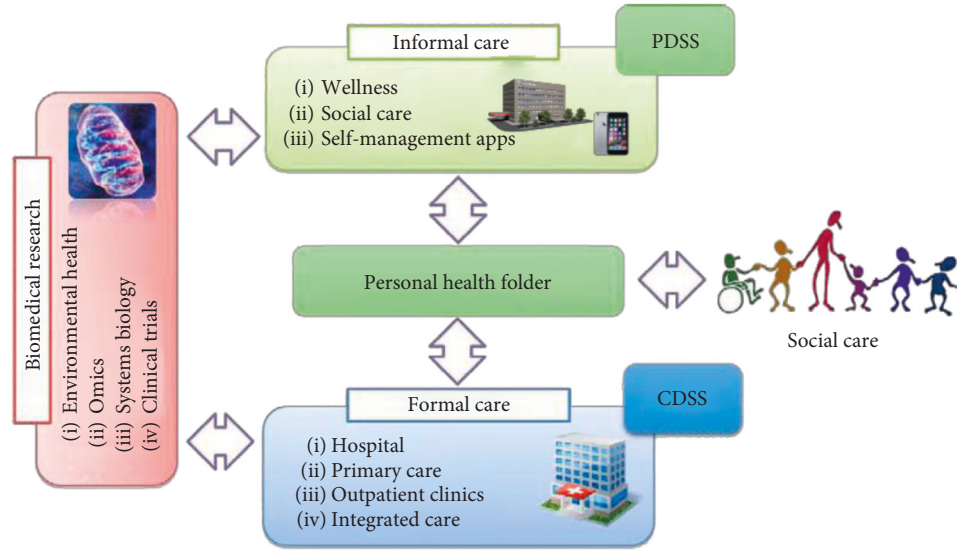 Informal care
PDSS
(i) Wellness
(ii) Social care
(iii) Self-management apps
Biomedical research
(i) Environmental health
(ii) Omics
(iii) Systems biology
(iv) Clinical trials
Personal health folder
Social care
Formal care
CDSS
(i) Hospital
(ii) Primary care
(iii) Outpatient clinics
(iv) Integrated care